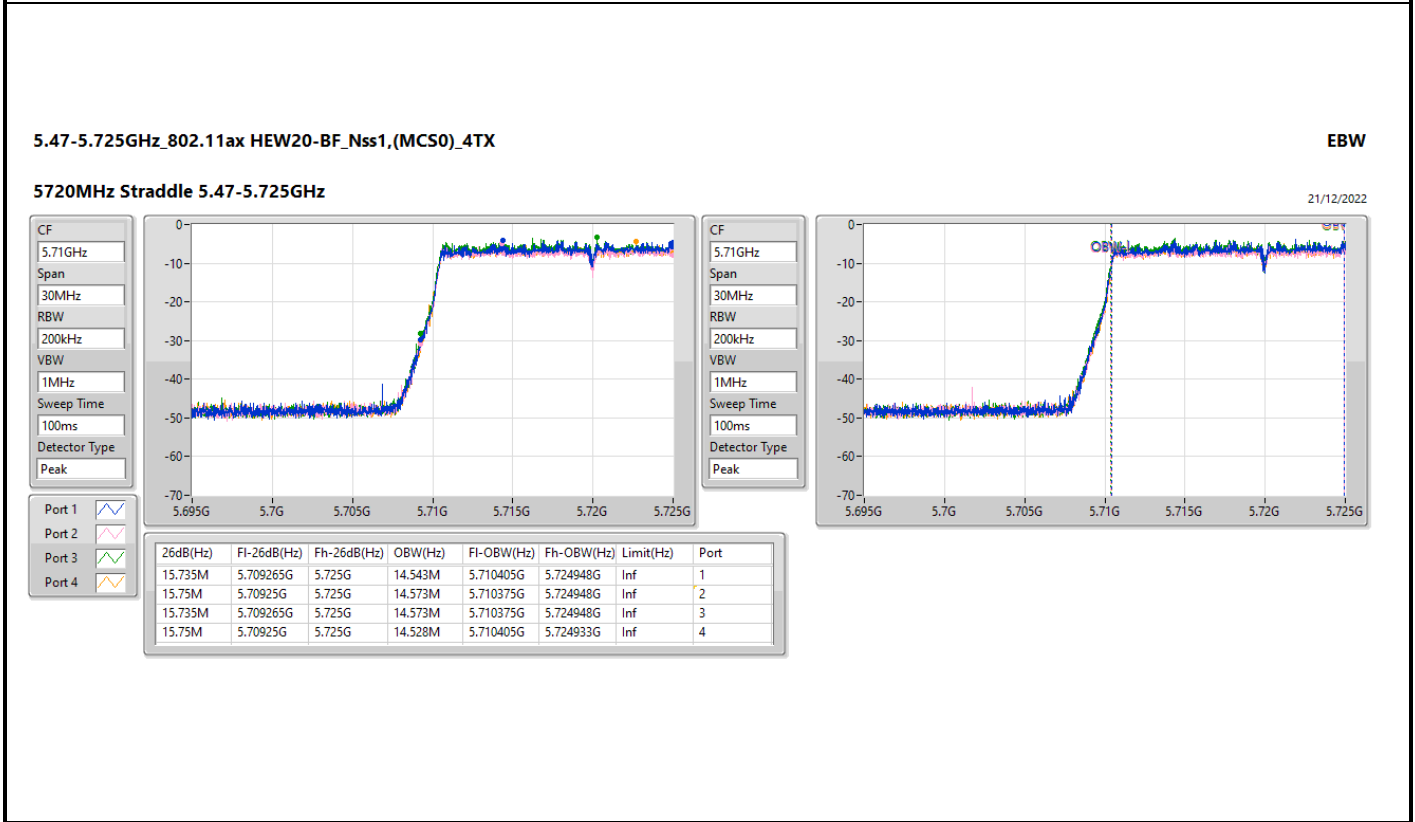 5.47-5.725GHz_802.11ax HEW20-BF_Nss1,(MCS0)_4TX
EBW
5720MHz Straddle 5.47-5.725GHz
21/12/2022
CF
5.71GHz
Span
30MHz
RBW
200kHz
VBW
1MHz
Sweep Time
100ms
Detector Type
Peak
0
-10
-20
-30
-40
-50
-60
-70
5.695G 5.7G 5.705G 5.71G 5.715G 5.72G 5.725G
CF
5.71GHz
Span
30MHz
RBW
200kHz
VBW
1MHz
Sweep Time
100ms
Detector Type
Peak
0
-10
-20
-30
-40
-50
-60
-70
5.695G 5.7G 5.705G 5.71G 5.715G 5.72G 5.725G
Port 1
Port 2
Port 3
Port 4
26dB(Hz) Fl-26dB(Hz) Fh-26dB(Hz) OBW(Hz) Fl-OBW(Hz) Fh-OBW(Hz) Limit(Hz) Port
15.735M 5.709265G 5.725G 14.543M 5.710405G 5.724948G Inf 1
15.75M 5.70925G 5.725G 14.573M 5.710375G 5.724948G Inf 2
15.735M 5.709265G 5.725G 14.573M 5.710375G 5.724948G Inf 3
15.75M 5.70925G 5.725G 14.528M 5.710405G 5.724933G Inf 4